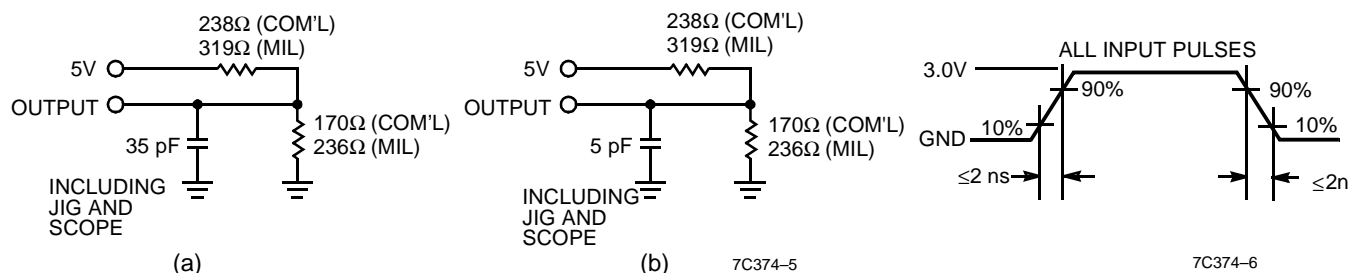 238Ω (COM'L)
319Ω (MIL)
5V
OUTPUT
35 pF
170Ω (COM'L)
236Ω (MIL)
INCLUDING
JIG AND
SCOPE
(a)
238Ω (COM'L)
319Ω (MIL)
5V
OUTPUT
5 pF
170Ω (COM'L)
236Ω (MIL)
INCLUDING
JIG AND
SCOPE
(b)
7C374–5
ALL INPUT PULSES
3.0V
90%
90%
10%
10%
GND
≤2 ns
≤2n
7C374–6